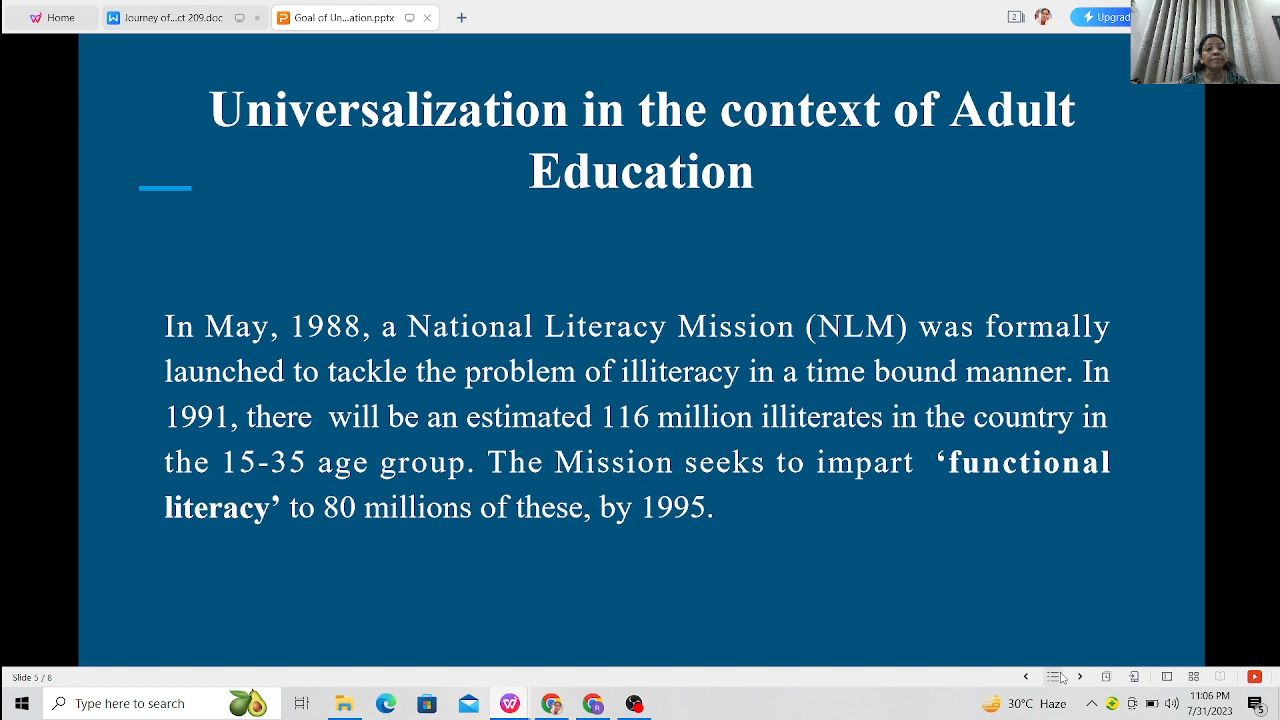 Home
Journey of...ct 209.doc
Goal of Un...ation.pptx
2
Upgrad
Universalization in the context of Adult
Education
In May, 1988, a National Literacy Mission (NLM) was formally
launched to tackle the problem of illiteracy in a time bound manner. In
1991, there will be an estimated 116 million illiterates in the country in
the 15-35 age group. The Mission seeks to impart ‘functional
literacy’ to 80 millions of these, by 1995.
Slide 5 / 8
Type here to search
30°C Haze
11:06 PM
7/31/2023
5